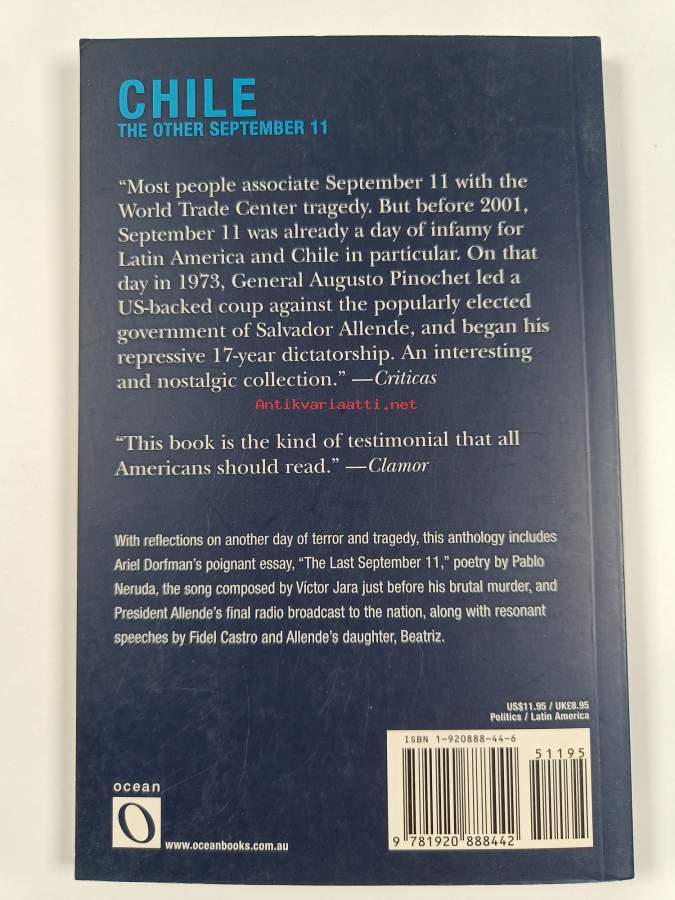 CHILE
THE OTHER SEPTEMBER 11
“Most people associate September 11 with the
World Trade Center tragedy. But before 2001,
September 11 was already a day of infamy for
Latin America and Chile in particular. On that
day in 1973, General Augusto Pinochet led a
US-backed coup against the popularly elected
government of Salvador Allende, and began his
repressive 17-year dictatorship. An interesting
and nostalgic collection.” —Criticas
Antikvariaatti.net
“This book is the kind of testimonial that all
Americans should read.” —Clamor
With reflections on another day of terror and tragedy, this anthology includes
Ariel Dorfman’s poignant essay, “The Last September 11,” poetry by Pablo
Neruda, the song composed by Víctor Jara just before his brutal murder, and
President Allende’s final radio broadcast to the nation, along with resonant
speeches by Fidel Castro and Allende’s daughter, Beatriz.
US$11.95 / UK£8.95
Politics / Latin America
ISBN 1-920888-44-6
51195
9 781920 888442
ocean
O
www.oceanbooks.com.au